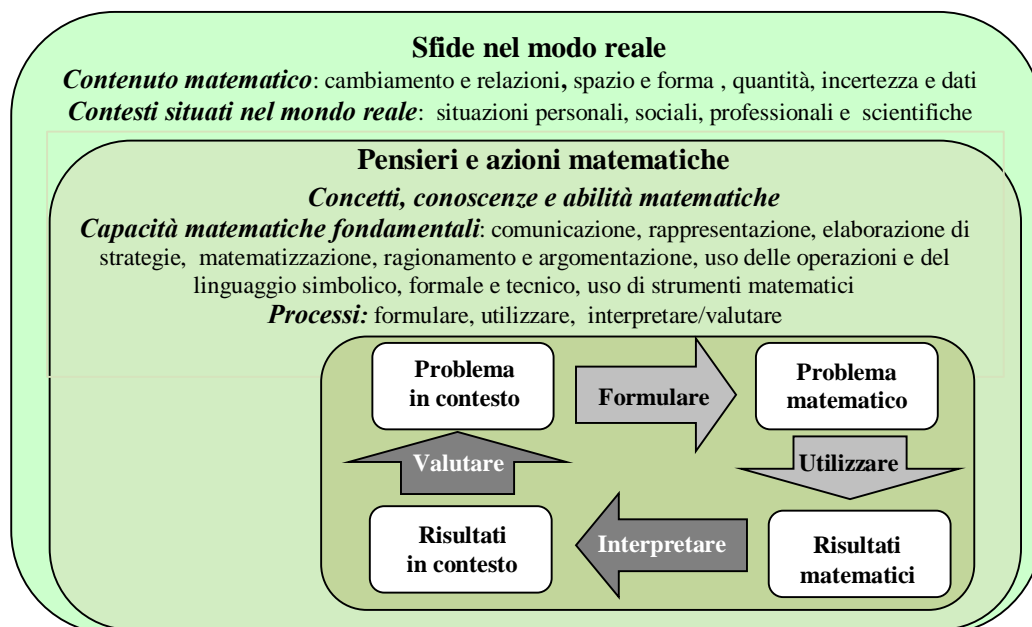 Sfide nel modo reale
Contenuto matematico: cambiamento e relazioni, spazio e forma , quantità, incertezza e dati
Contesti situati nel mondo reale: situazioni personali, sociali, professionali e scientifiche
Pensieri e azioni matematiche
Concetti, conoscenze e abilità matematiche
Capacità matematiche fondamentali: comunicazione, rappresentazione, elaborazione di
strategie, matematizzazione, ragionamento e argomentazione, uso delle operazioni e del
linguaggio simbolico, formale e tecnico, uso di strumenti matematici
Processi: formulare, utilizzare, interpretare/valutare
Problema
in contesto
Formulare
Problema
matematico
Valutare
Utilizzare
Risultati
in contesto
Interpretare
Risultati
matematici